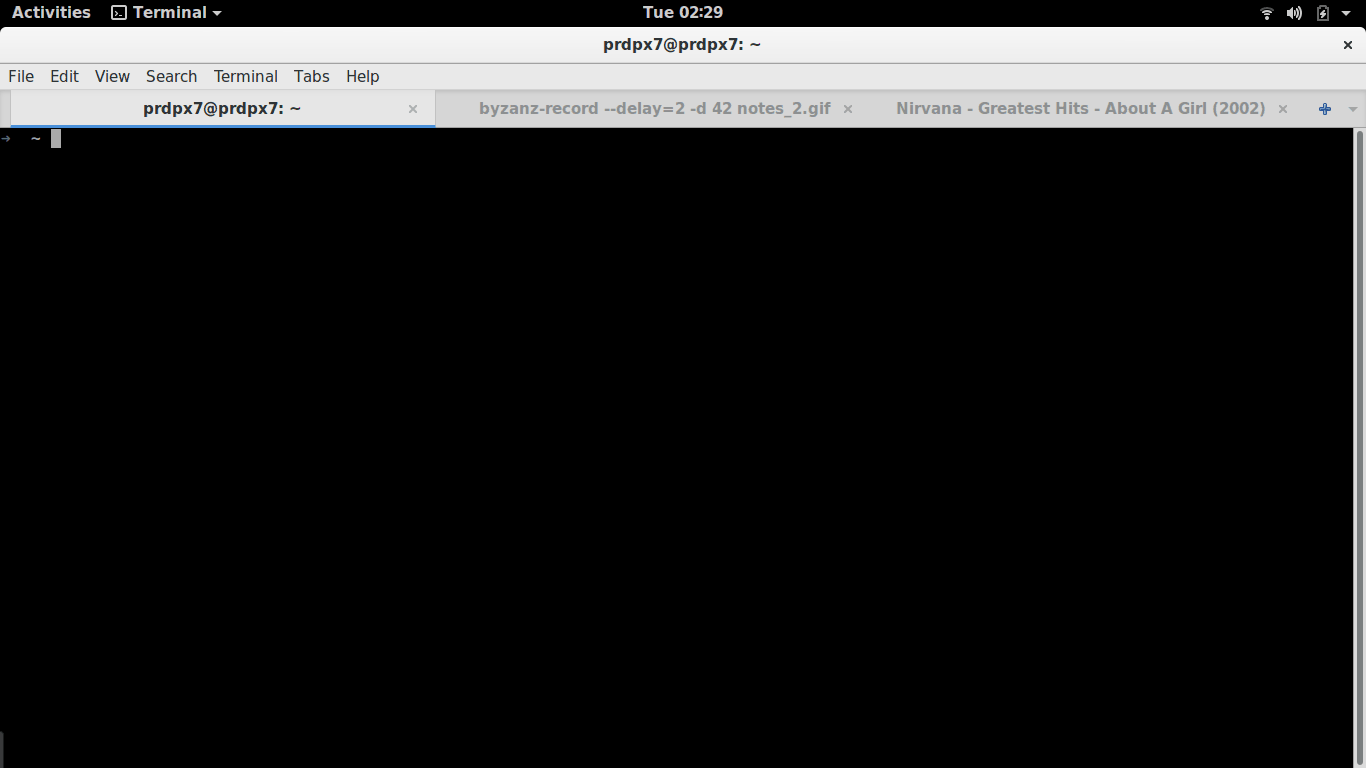 Activities Terminal Tue 02:29
prdpx7@prdpx7: ~ ×
File Edit View Search Terminal Tabs Help
prdpx7@prdpx7: ~ × byzanz-record --delay=2 -d 42 notes_2.gif × Nirvana - Greatest Hits - About A Girl (2002) ×
➜ ~